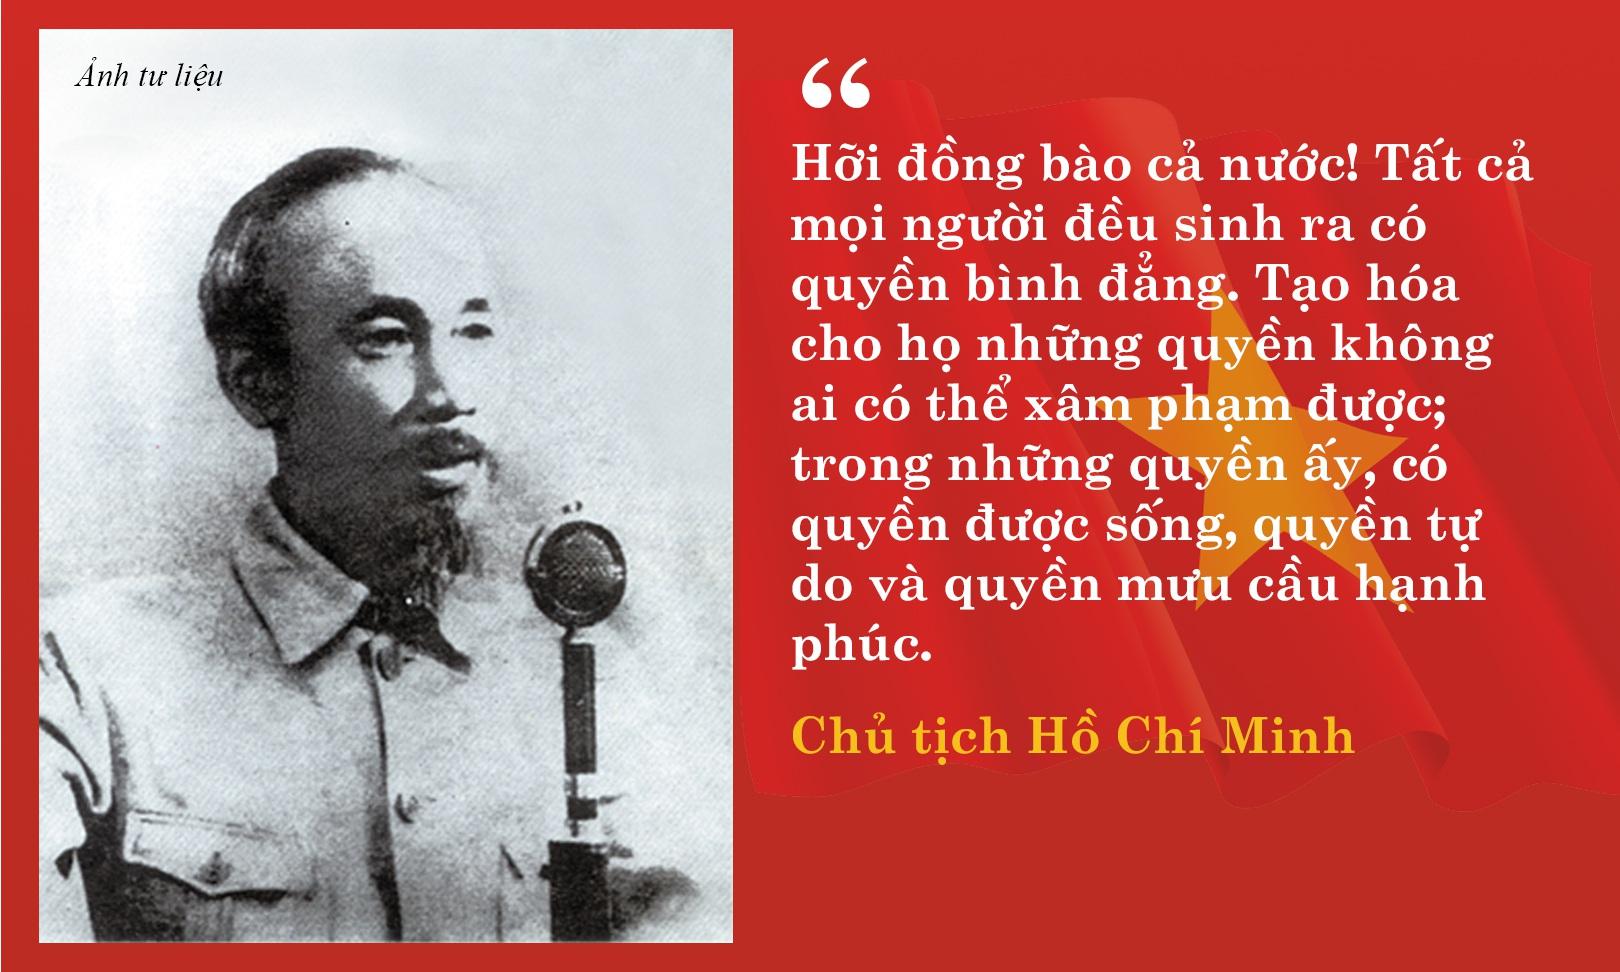 Ảnh tư liệu
“
Hỡi đồng bào cả nước! Tất cả
mọi người đều sinh ra có
quyền bình đẳng. Tạo hóa
cho họ những quyền không
ai có thể xâm phạm được;
trong những quyền ấy, có
quyền được sống, quyền tự
do và quyền mưu cầu hạnh
phúc.
Chủ tịch Hồ Chí Minh